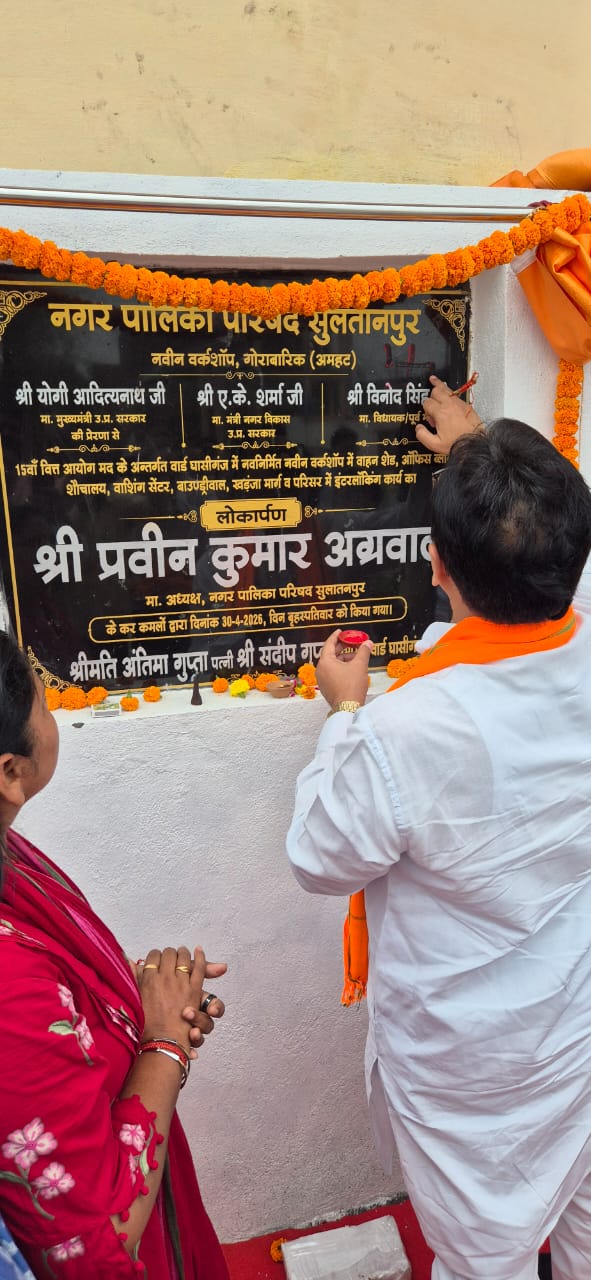 नगर पालिका परिषद सुलतानपुर
नवीन वर्कशॉप, गोराबारिक (अमहट)
श्री योगी आदित्यनाथ जी
मा. मुख्यमंत्री उ.प्र. सरकार
की प्रेरणा से
श्री ए.के. शर्मा जी
मा. मंत्री नगर विकास
उ.प्र. सरकार
श्री विनोद सिंह
मा. विधायक/पूर्व
15वाँ वित्त आयोग मद के अन्तर्गत वार्ड घासीगंज में नवनिर्मित नवीन वर्कशॉप में वाहन शेड, ऑफिस
शौचालय, वाशिंग सेंटर, बाउण्ड्रीवाल, खड़ंजा मार्ग व परिसर में इंटरलॉकिंग कार्य का
लोकार्पण
श्री प्रवीन कुमार अग्रवाल
मा. अध्यक्ष, नगर पालिका परिषद सुलातनपुर
के कर कमलों द्वारा दिनांक 30-4-2026, दिन बृहस्पतिवार को किया गया।
श्रीमति अंतिमा गुप्ता पत्नी श्री संदीप वार्ड घासीगंज